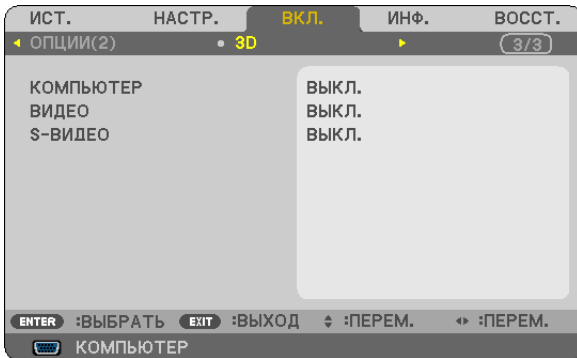 ИСТ. НАСТР. ВКЛ. ИНФ. ВОССТ.
ОПЦИИ(2) 3D 3/3
КОМПЬЮТЕР ВЫКЛ.
ВИДЕО ВЫКЛ.
S-ВИДЕО ВЫКЛ.
ENTER :ВЫБРАТЬ EXIT :ВЫХОД :ПЕРЕМ. :ПЕРЕМ.
КОМПЬЮТЕР